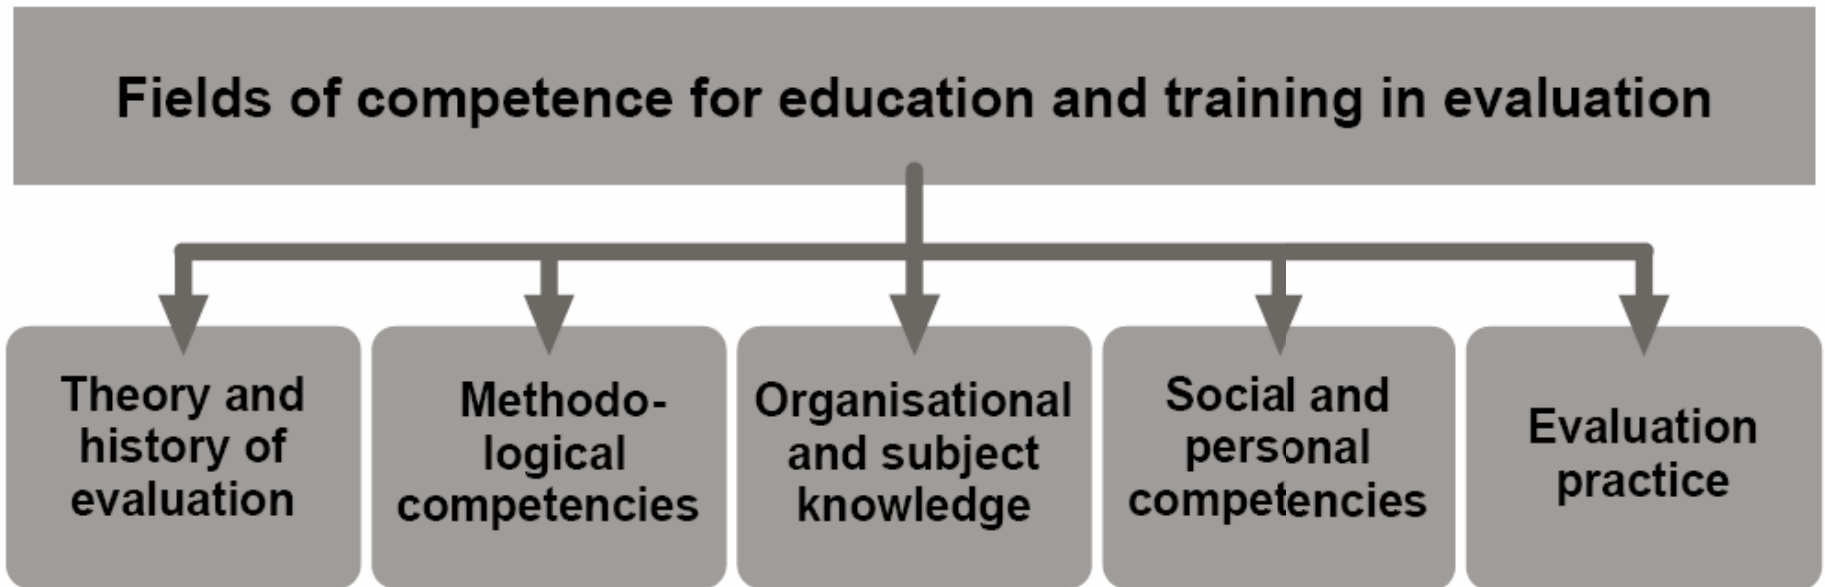 Fields of competence for education and training in evaluation
Theory and
history of
evaluation
Methodo-
logical
competencies
Organisational
and subject
knowledge
Social and
personal
competencies
Evaluation
practice